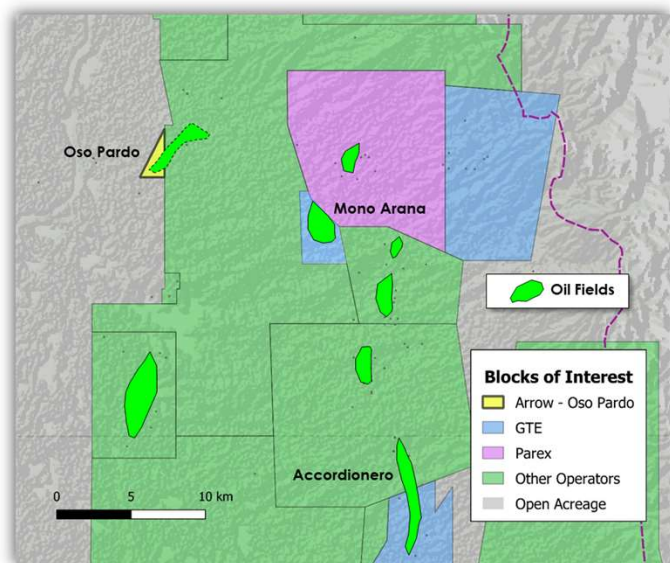 Oso Pardo
Mono Arana
Oil Fields
Blocks of Interest
Arrow - Oso Pardo
GTE
Parex
Other Operators
Open Acreage
Accordionero
0 5 10 km